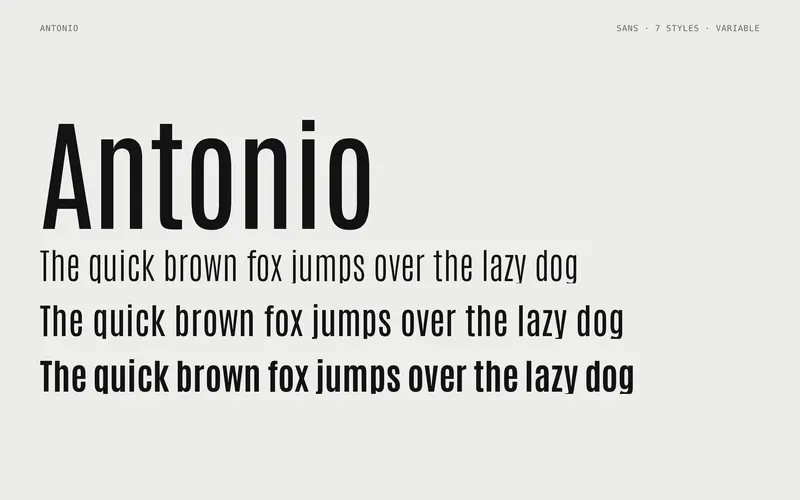 ANTONIO
SANS · 7 STYLES · VARIABLE
Antonio
The quick brown fox jumps over the lazy dog
The quick brown fox jumps over the lazy dog
The quick brown fox jumps over the lazy dog